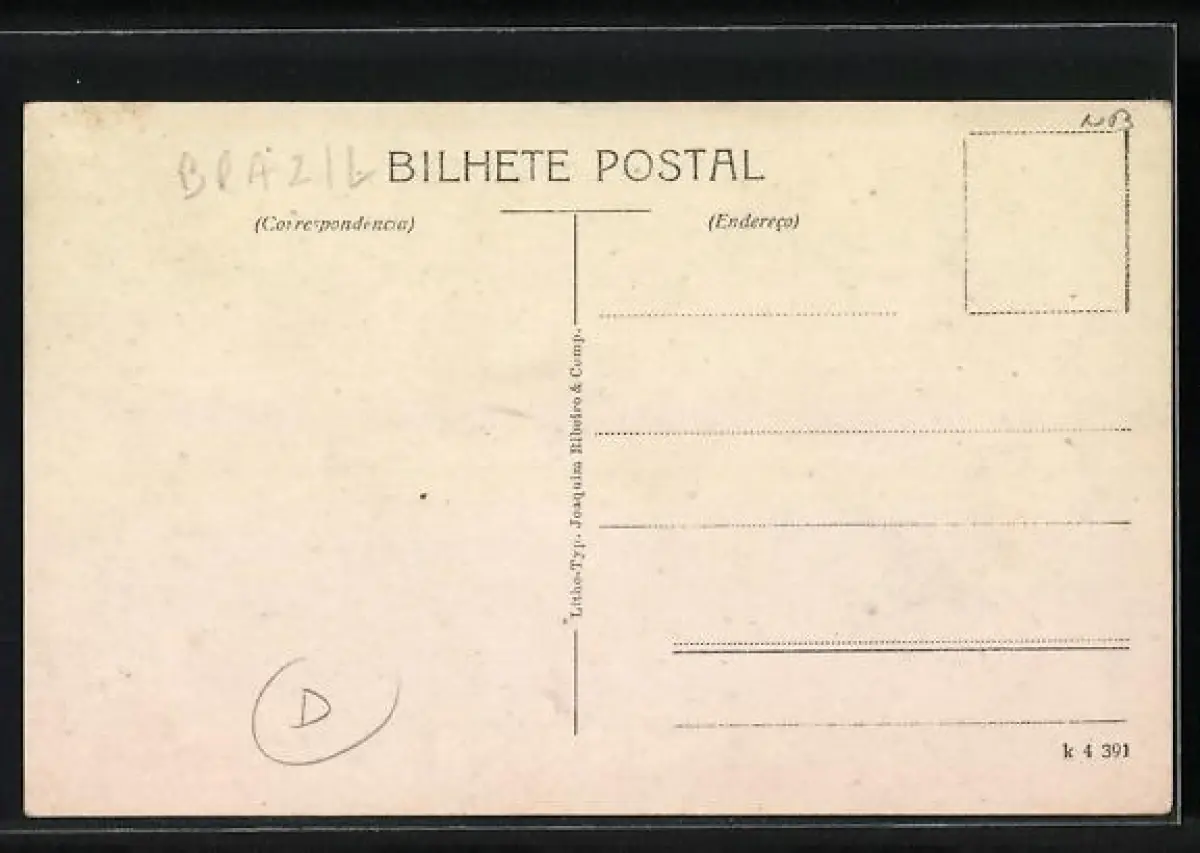 BRAZIL BILHETE POSTAL
(Correspondencia) (Endereço)
Litho-Typ. Joaquim Ribeiro & Comp.
D
k 4 391